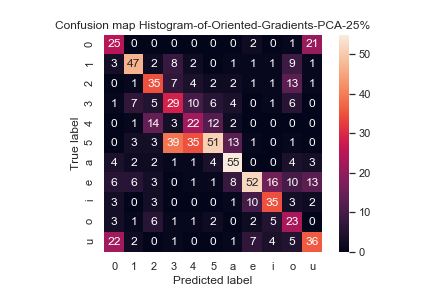 Confusion map Histogram-of-Oriented-Gradients-PCA-25%
0 25 0 0 0 0 0 0 2 0 1 21
1 3 47 2 8 2 0 1 1 1 9 1
2 0 1 35 7 4 2 2 1 1 13 1
3 1 7 5 29 10 6 4 0 1 6 0
4 0 1 14 3 22 12 2 0 0 0 0
5 0 3 3 39 35 51 13 1 0 1 0
a 4 2 2 1 1 4 55 0 0 4 3
e 6 6 3 0 1 1 8 52 16 10 13
i 3 0 3 0 0 0 1 10 35 3 2
o 3 1 6 1 1 2 0 2 5 23 0
u 22 2 0 1 0 0 1 7 4 5 36
0 1 2 3 4 5 a e i o u
True label
Predicted label
50
40
30
20
10
0